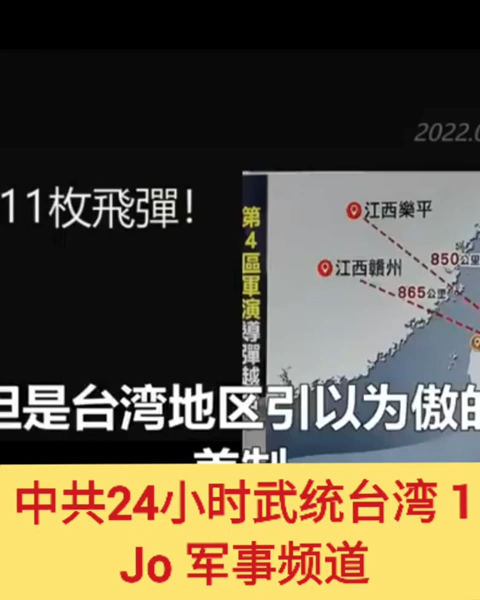 2022.0
11枚飛彈!
第4區軍演導彈越
江西樂平
850公里
江西贛州
865公里
但是台湾地区引以为傲的
美制
中共24小时武统台湾 1
Jo 军事频道